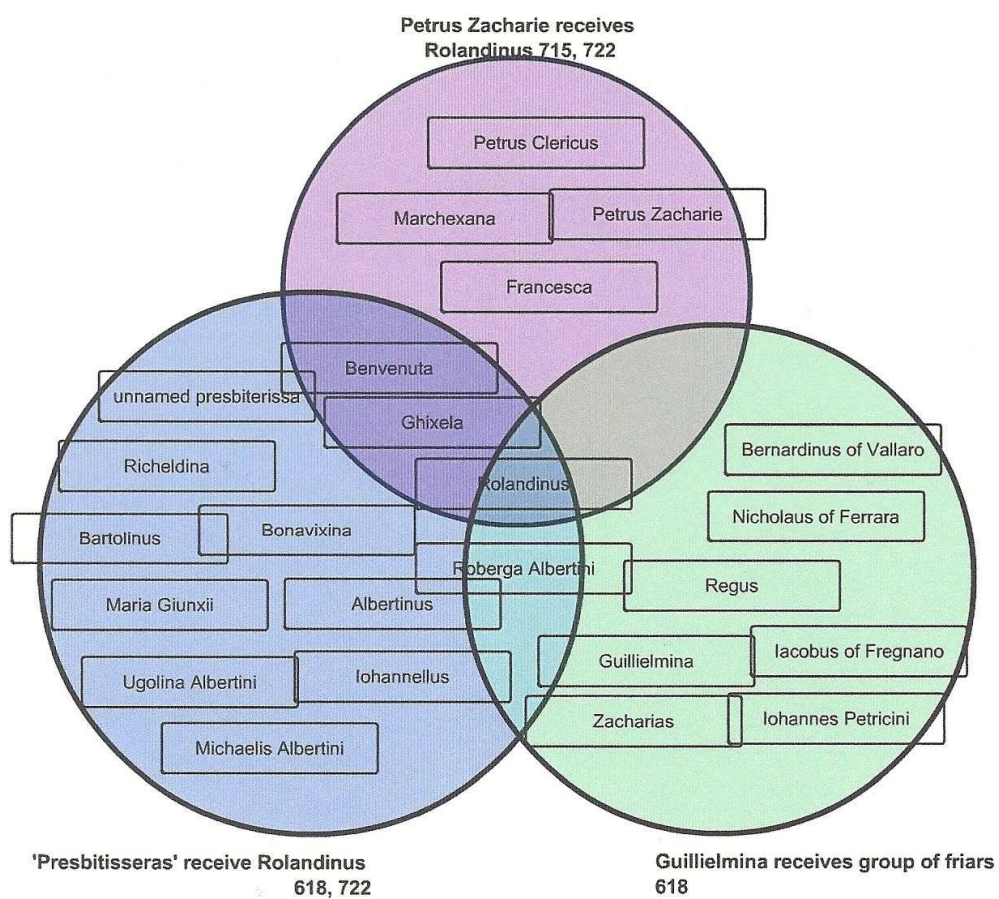 Petrus Zacharie receives
Rolandinus 715, 722
Petrus Clericus
Marchexana
Petrus Zacharie
Francesca
Benvenuta
unnamed presbiterissa
Ghixela
Richeldina
Rolandinus
Bernardinus of Vallaro
Nicholaus of Ferrara
Bartolinus
Bonavixina
Roberga Albertini
Regus
Maria Giunxii
Albertinus
Guillielmina
Iacobus of Fregnano
Ugolina Albertini
Iohannellus
Zacharias
Iohannes Petricini
Michaelis Albertini
'Presbitisseras' receive Rolandinus
618, 722
Guillielmina receives group of friars
618